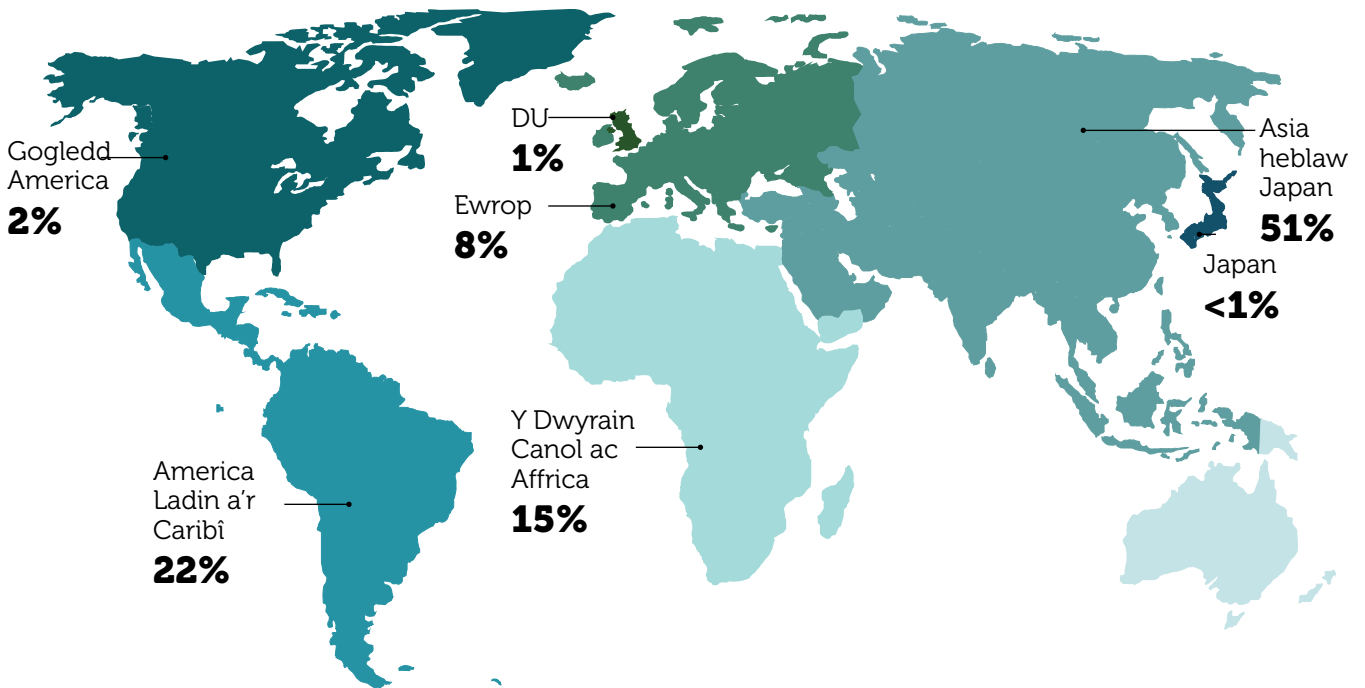 Gogledd
America
2%
DU
1%
Ewrop
8%
Asia
heblaw
Japan
51%
Japan
<1%
America
Ladin a'r
Caribî
22%
Y Dwyrain
Canol ac
Affrica
15%